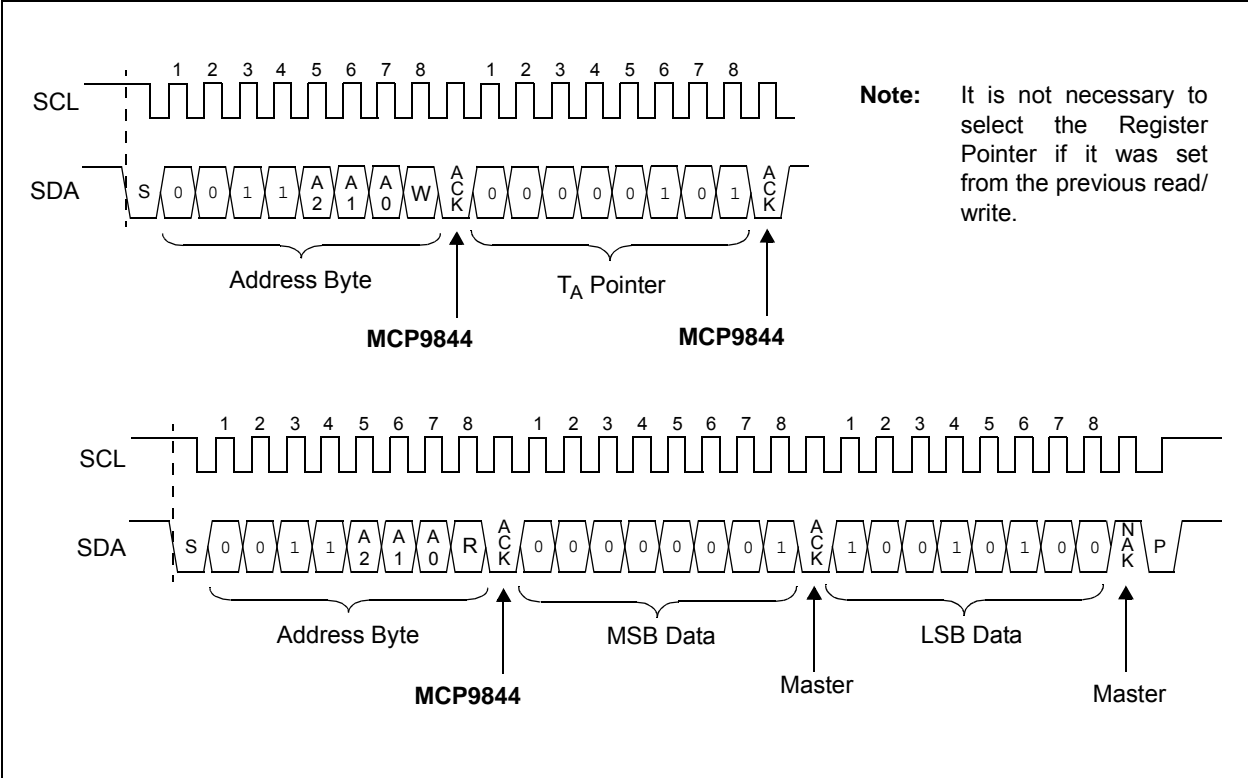 1 2 3 4 5 6 7 8 1 2 3 4 5 6 7 8
SCL
Note: It is not necessary to
select the Register
Pointer if it was set
from the previous read/
write.
SDA S 0 0 1 1 A2 A1 A0 W ACK 0 0 0 0 0 1 0 1 ACK
Address Byte TA Pointer
MCP9844 MCP9844
1 2 3 4 5 6 7 8 1 2 3 4 5 6 7 8 1 2 3 4 5 6 7 8
SCL
SDA S 0 0 1 1 A2 A1 A0 R ACK 0 0 0 0 0 0 0 1 ACK 1 0 0 1 0 1 0 0 NAK P
Address Byte MSB Data LSB Data
MCP9844 Master Master